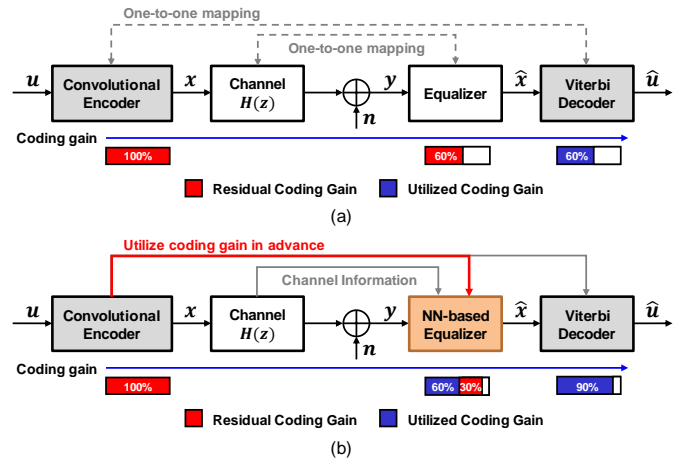 One-to-one mapping
One-to-one mapping
u
Convolutional
Encoder
x
Channel
H(z)
n
y
Equalizer
x̂
Viterbi
Decoder
û
Coding gain
100%
60%
60%
Residual Coding Gain
Utilized Coding Gain
(a)
Utilize coding gain in advance
Channel Information
u
Convolutional
Encoder
x
Channel
H(z)
n
y
NN-based
Equalizer
x̂
Viterbi
Decoder
û
Coding gain
100%
60% 30%
90%
Residual Coding Gain
Utilized Coding Gain
(b)